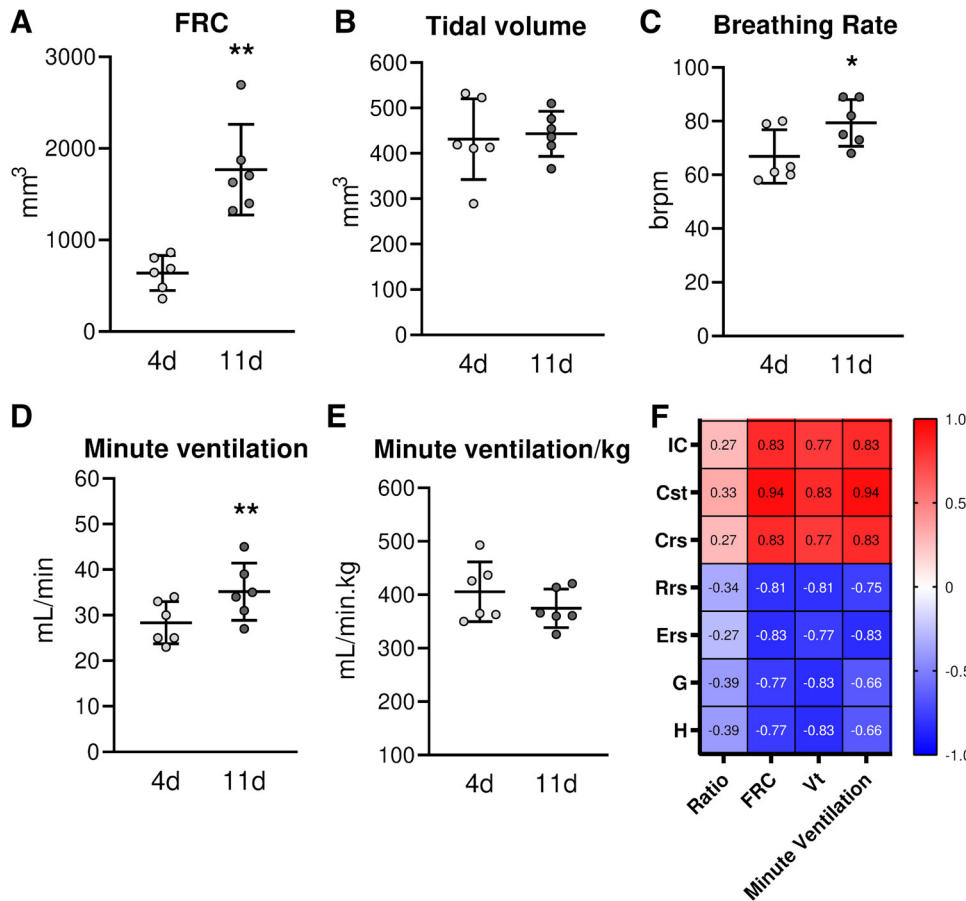 A
FRC
**
3000
2000
1000
0
mm³
4d
11d
B
Tidal volume
600
500
400
300
200
100
0
mm³
4d
11d
C
Breathing Rate
*
100
80
60
40
20
0
brpm
4d
11d
D
Minute ventilation
**
60
50
40
30
20
10
0
mL/min
4d
11d
E
Minute ventilation/kg
600
500
400
300
200
100
mL/min.kg
4d
11d
F
IC 0.27 0.83 0.77 0.83
Cst 0.33 0.94 0.83 0.94
Crs 0.27 0.83 0.77 0.83
Rrs -0.34 -0.81 -0.81 -0.75
Ers -0.27 -0.83 -0.77 -0.83
G -0.39 -0.77 -0.83 -0.66
H -0.39 -0.77 -0.83 -0.66
Ratio FRC Vt Minute Ventilation
1.0
0.5
0
-0.5
-1.0